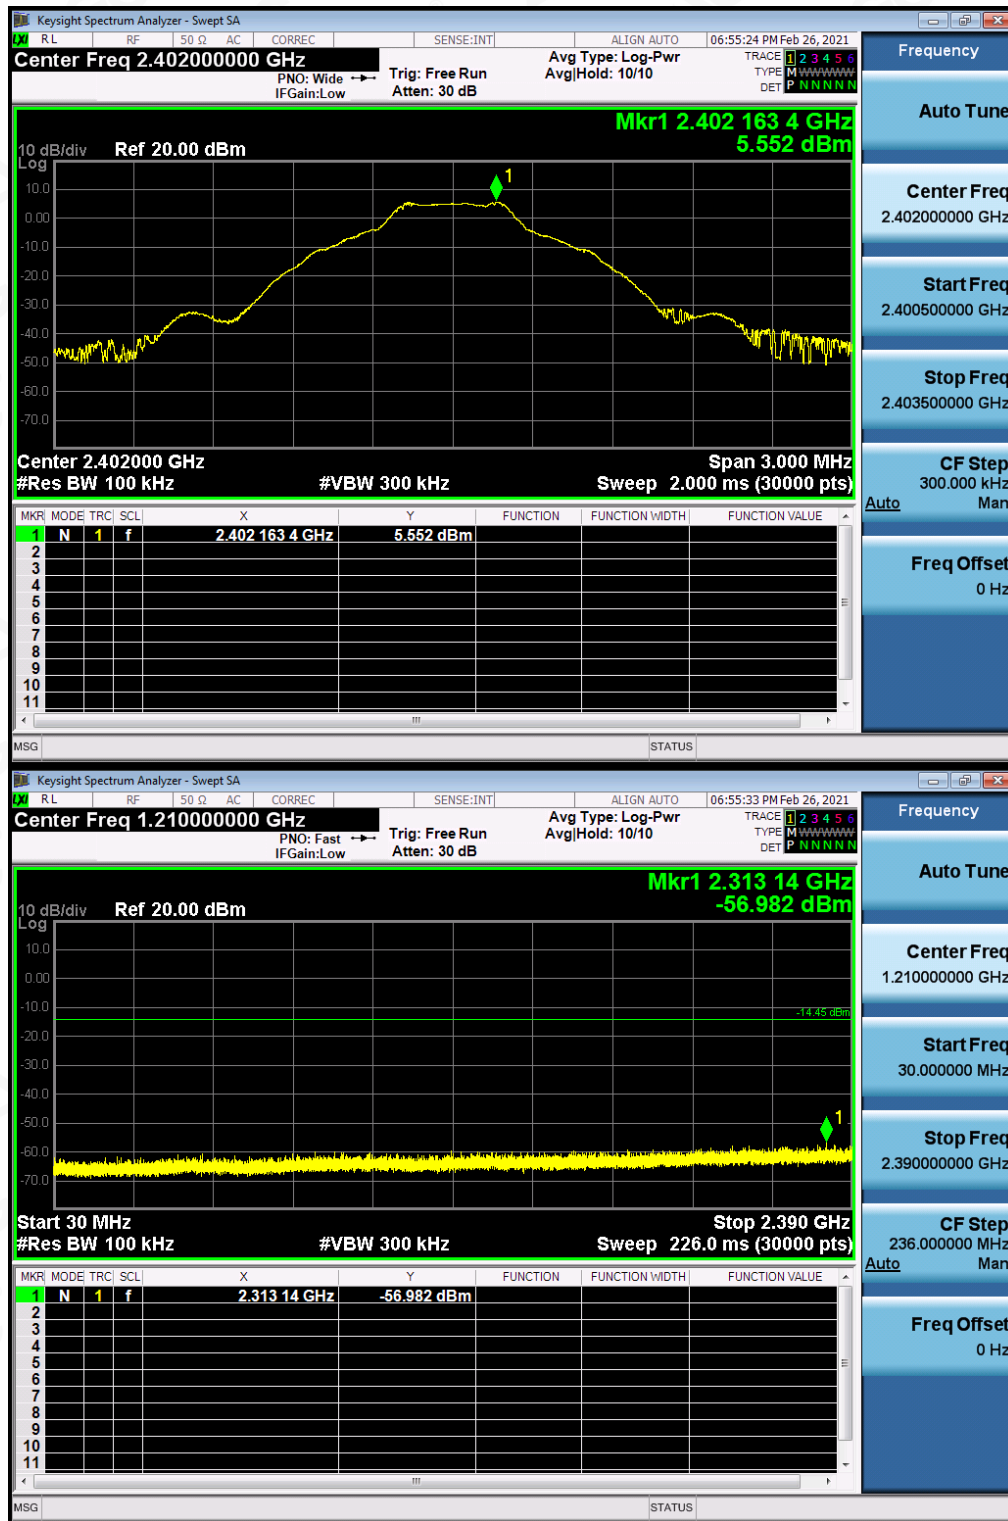 Keysight Spectrum Analyzer - Swept SA
LXI RL RF 50 Ω AC CORREC SENSE:INT ALIGN AUTO 06:55:24 PM Feb 26, 2021
Center Freq 2.402000000 GHz
PNO: Wide
IFGain:Low
Trig: Free Run
Atten: 30 dB
Avg Type: Log-Pwr
Avg|Hold: 10/10
TRACE 1 2 3 4 5 6
TYPE M WWWWW
DET P N N N N N
Mkr1 2.402 163 4 GHz
5.552 dBm
10 dB/div Ref 20.00 dBm
Log
10.0
0.00
-10.0
-20.0
-30.0
-40.0
-50.0
-60.0
-70.0
1
Center 2.402000 GHz Span 3.000 MHz
#Res BW 100 kHz #VBW 300 kHz Sweep 2.000 ms (30000 pts)
MKR MODE TRC SCL X Y FUNCTION FUNCTION WIDTH FUNCTION VALUE
1 N 1 f 2.402 163 4 GHz 5.552 dBm
2
3
4
5
6
7
8
9
10
11
MSG STATUS
Frequency
Auto Tune
Center Freq
2.402000000 GHz
Start Freq
2.400500000 GHz
Stop Freq
2.403500000 GHz
CF Step
300.000 kHz
Auto Man
Freq Offset
0 Hz
Keysight Spectrum Analyzer - Swept SA
LXI RL RF 50 Ω AC CORREC SENSE:INT ALIGN AUTO 06:55:33 PM Feb 26, 2021
Center Freq 1.210000000 GHz
PNO: Fast
IFGain:Low
Trig: Free Run
Atten: 30 dB
Avg Type: Log-Pwr
Avg|Hold: 10/10
TRACE 1 2 3 4 5 6
TYPE M WWWWW
DET P N N N N N
Mkr1 2.313 14 GHz
-56.982 dBm
10 dB/div Ref 20.00 dBm
Log
10.0
0.00
-10.0
-20.0
-30.0
-40.0
-50.0
-60.0
-70.0
-14.45 dBm
1
Start 30 MHz Stop 2.390 GHz
#Res BW 100 kHz #VBW 300 kHz Sweep 226.0 ms (30000 pts)
MKR MODE TRC SCL X Y FUNCTION FUNCTION WIDTH FUNCTION VALUE
1 N 1 f 2.313 14 GHz -56.982 dBm
2
3
4
5
6
7
8
9
10
11
MSG STATUS
Frequency
Auto Tune
Center Freq
1.210000000 GHz
Start Freq
30.000000 MHz
Stop Freq
2.390000000 GHz
CF Step
236.000000 MHz
Auto Man
Freq Offset
0 Hz